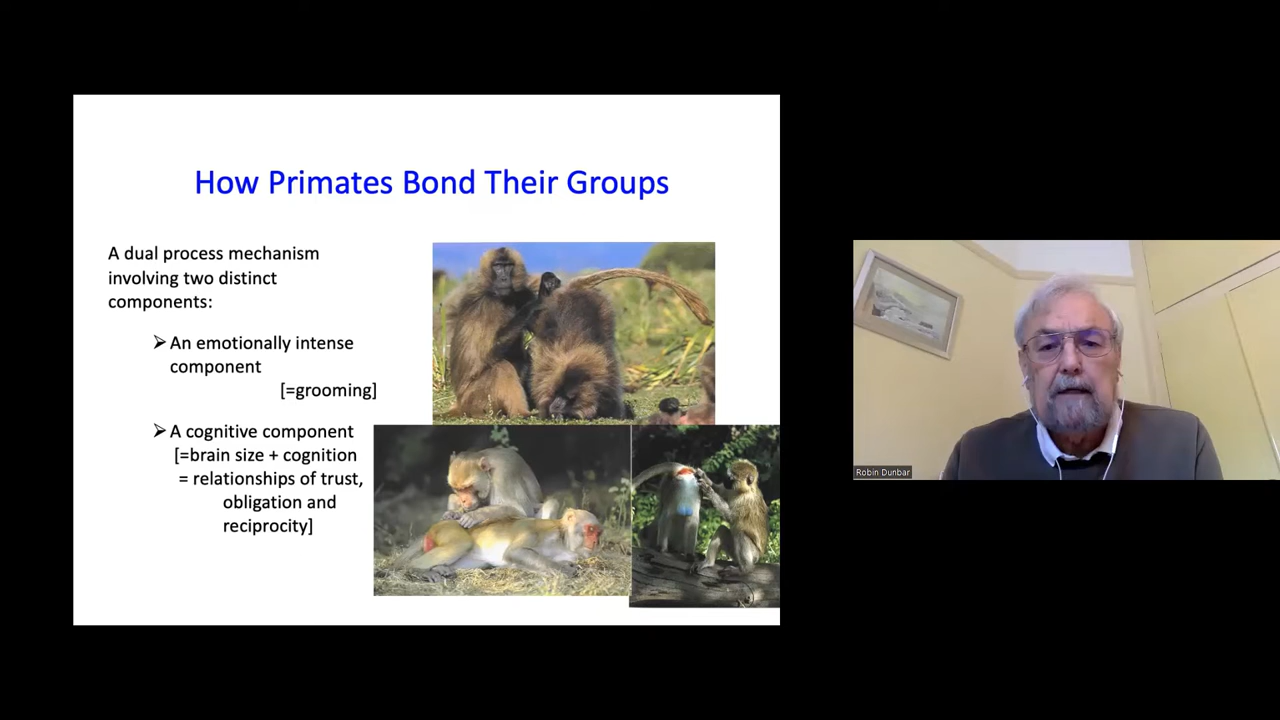 How Primates Bond Their Groups
A dual process mechanism
involving two distinct
components:
➢ An emotionally intense
component
[=grooming]
➢ A cognitive component
[=brain size + cognition
= relationships of trust,
obligation and
reciprocity]
Robin Dunbar